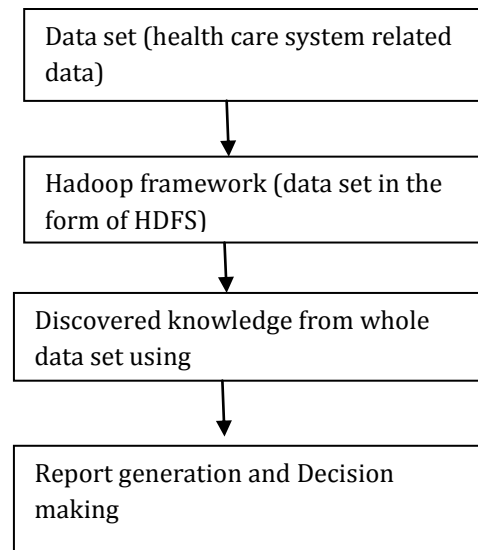 Data set (health care system related
data)
Hadoop framework (data set in the
form of HDFS)
Discovered knowledge from whole
data set using
Report generation and Decision
making